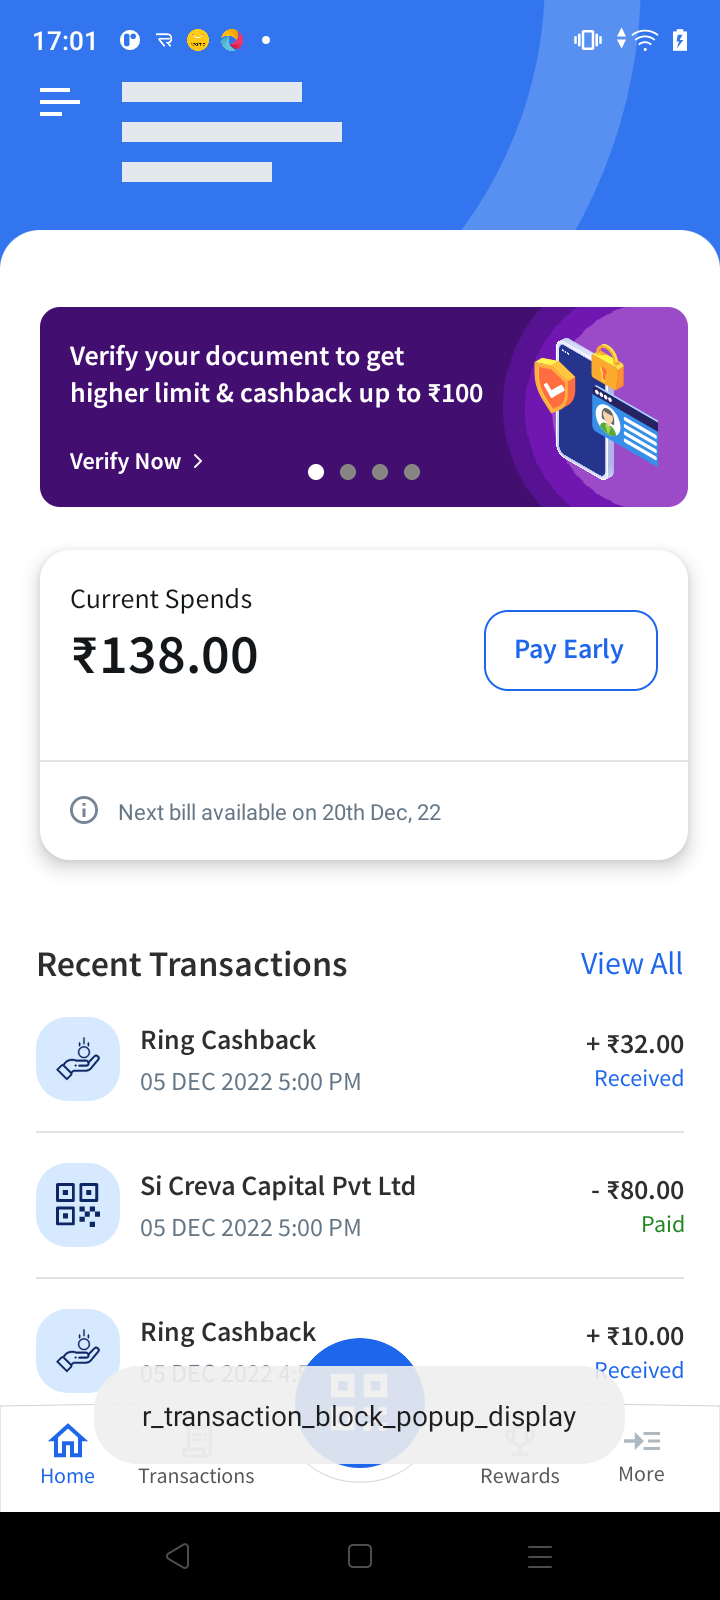 17:01
Verify your document to get
higher limit & cashback up to ₹100
Verify Now
Current Spends
₹138.00
Pay Early
Next bill available on 20th Dec, 22
Recent Transactions
View All
Ring Cashback
+ ₹32.00
05 DEC 2022 5:00 PM
Received
Si Creva Capital Pvt Ltd
- ₹80.00
05 DEC 2022 5:00 PM
Paid
Ring Cashback
+ ₹10.00
05 DEC 2022
Received
r_transaction_block_popup_display
Home
Transactions
Rewards
More